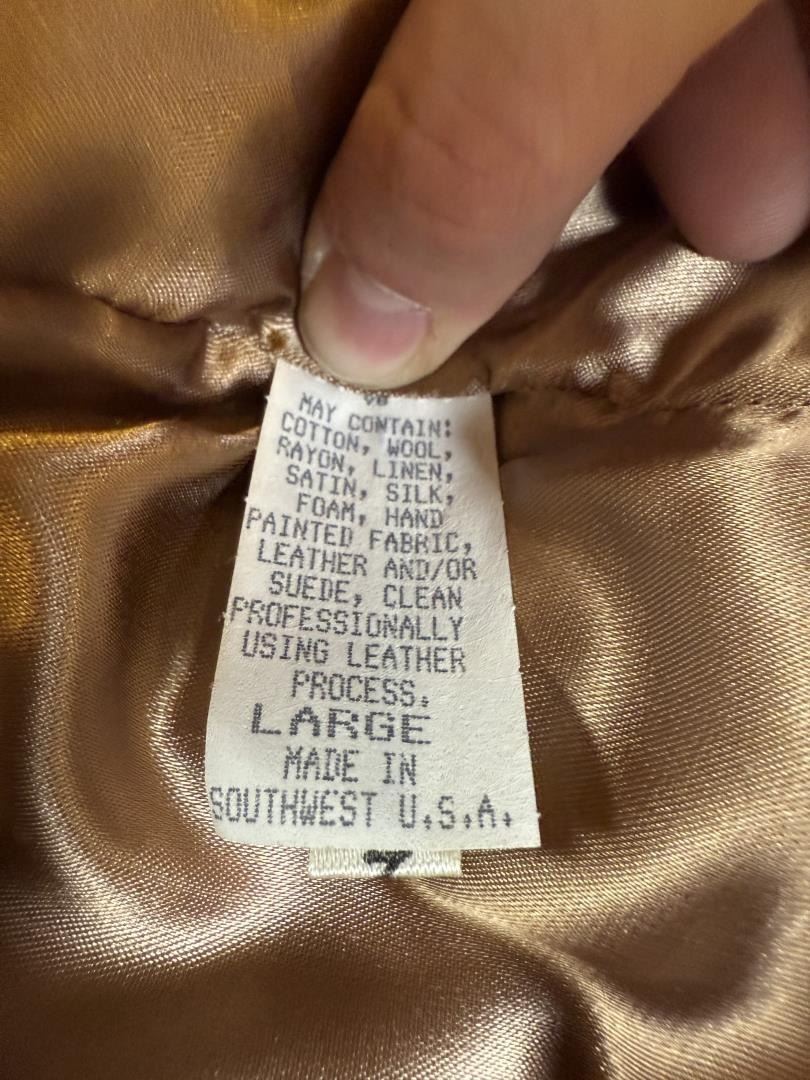 MAY CONTAIN:
COTTON, WOOL,
RAYON, LINEN,
SATIN, SILK,
FOAM, HAND
PAINTED FABRIC,
LEATHER AND/OR
SUEDE, CLEAN
PROFESSIONALLY
USING LEATHER
PROCESS.
LARGE
MADE IN
SOUTHWEST U.S.A.